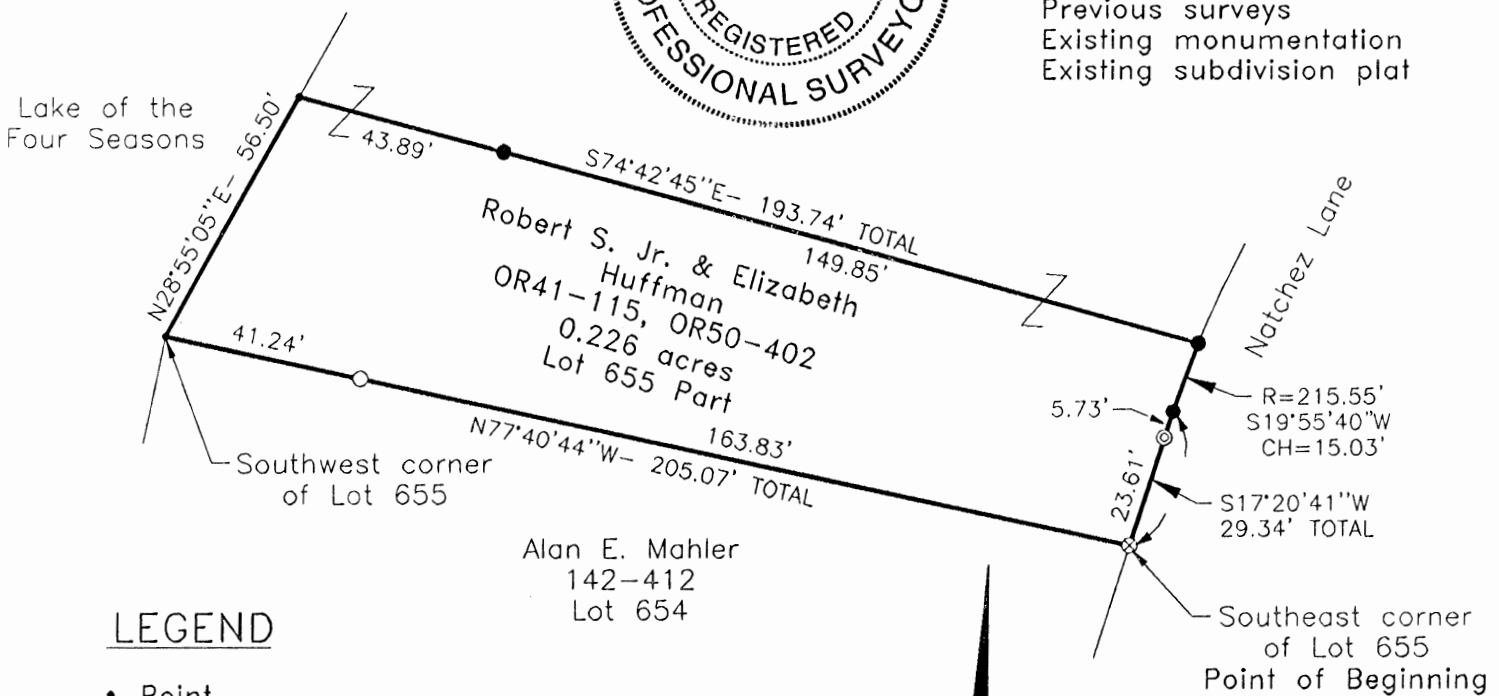 REGISTERED
PROFESSIONAL SURVEYOR
Previous surveys
Existing monumentation
Existing subdivision plat
Lake of the
Four Seasons
N28°55'05"E- 56.50'
43.89'
S74°42'45"E- 193.74' TOTAL
149.85'
Robert S. Jr. & Elizabeth
Huffman
OR41-115, OR50-402
0.226 acres
Lot 655 Part
Natchez Lane
R=215.55'
S19°55'40"W
CH=15.03'
5.73'
23.61'
S17°20'41"W
29.34' TOTAL
41.24'
N77°40'44"W- 205.07' TOTAL
163.83'
Southwest corner
of Lot 655
Alan E. Mahler
142-412
Lot 654
Southeast corner
of Lot 655
Point of Beginning
LEGEND
• Point